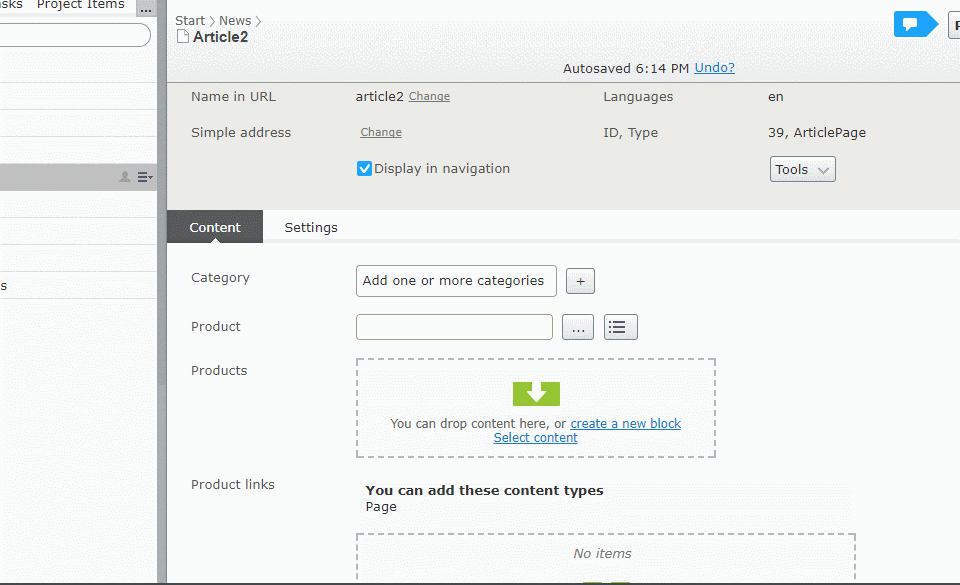 Project Items
...
Start > News >
Article2
Autosaved 6:14 PM Undo?
Name in URL article2 Change Languages en
Simple address Change ID, Type 39, ArticlePage
Display in navigation Tools
Content Settings
Category Add one or more categories +
s
Product ... 
Products
You can drop content here, or create a new block
Select content
Product links
You can add these content types
Page
No items